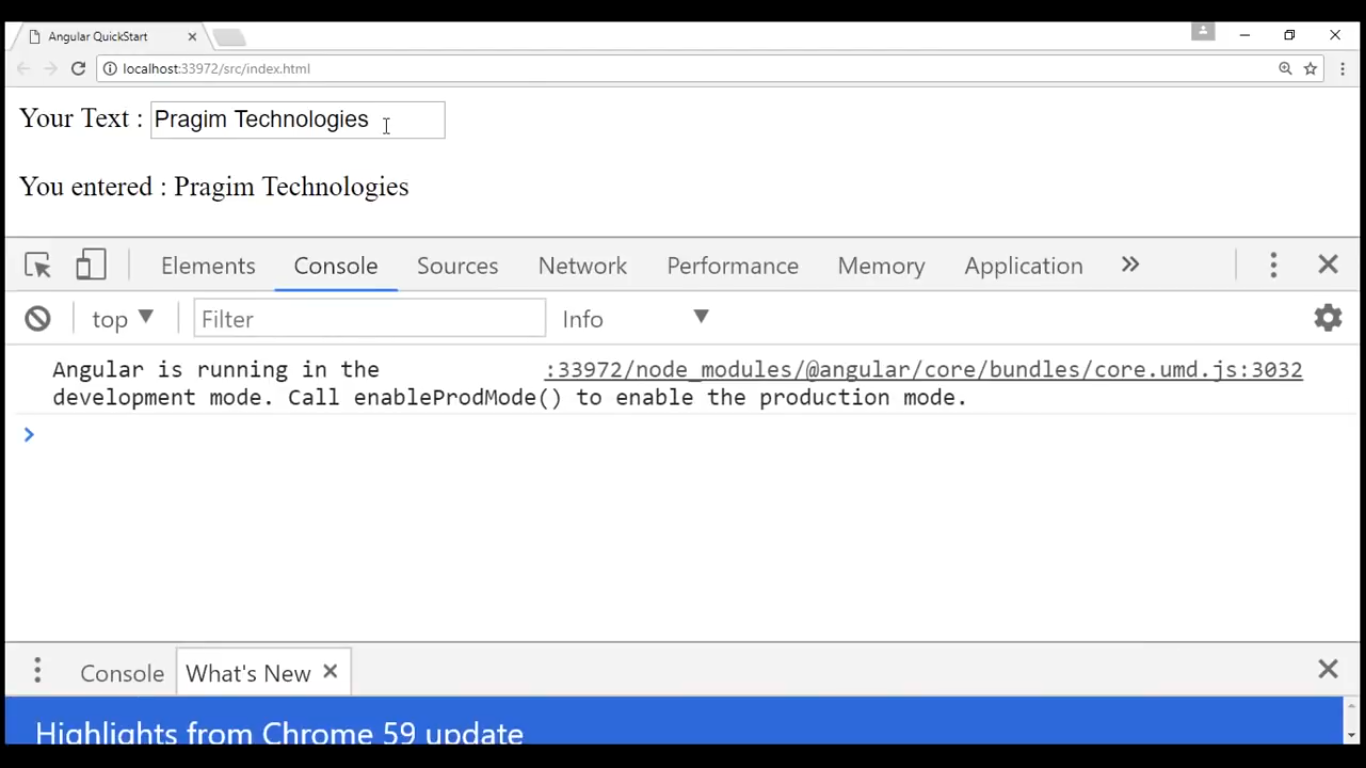 Angular QuickStart
localhost:33972/src/index.html
Your Text : Pragim Technologies
You entered : Pragim Technologies
Elements Console Sources Network Performance Memory Application »
top Filter Info
Angular is running in the :33972/node_modules/@angular/core/bundles/core.umd.js:3032
development mode. Call enableProdMode() to enable the production mode.
Console What's New
Highlights from Chrome 59 update